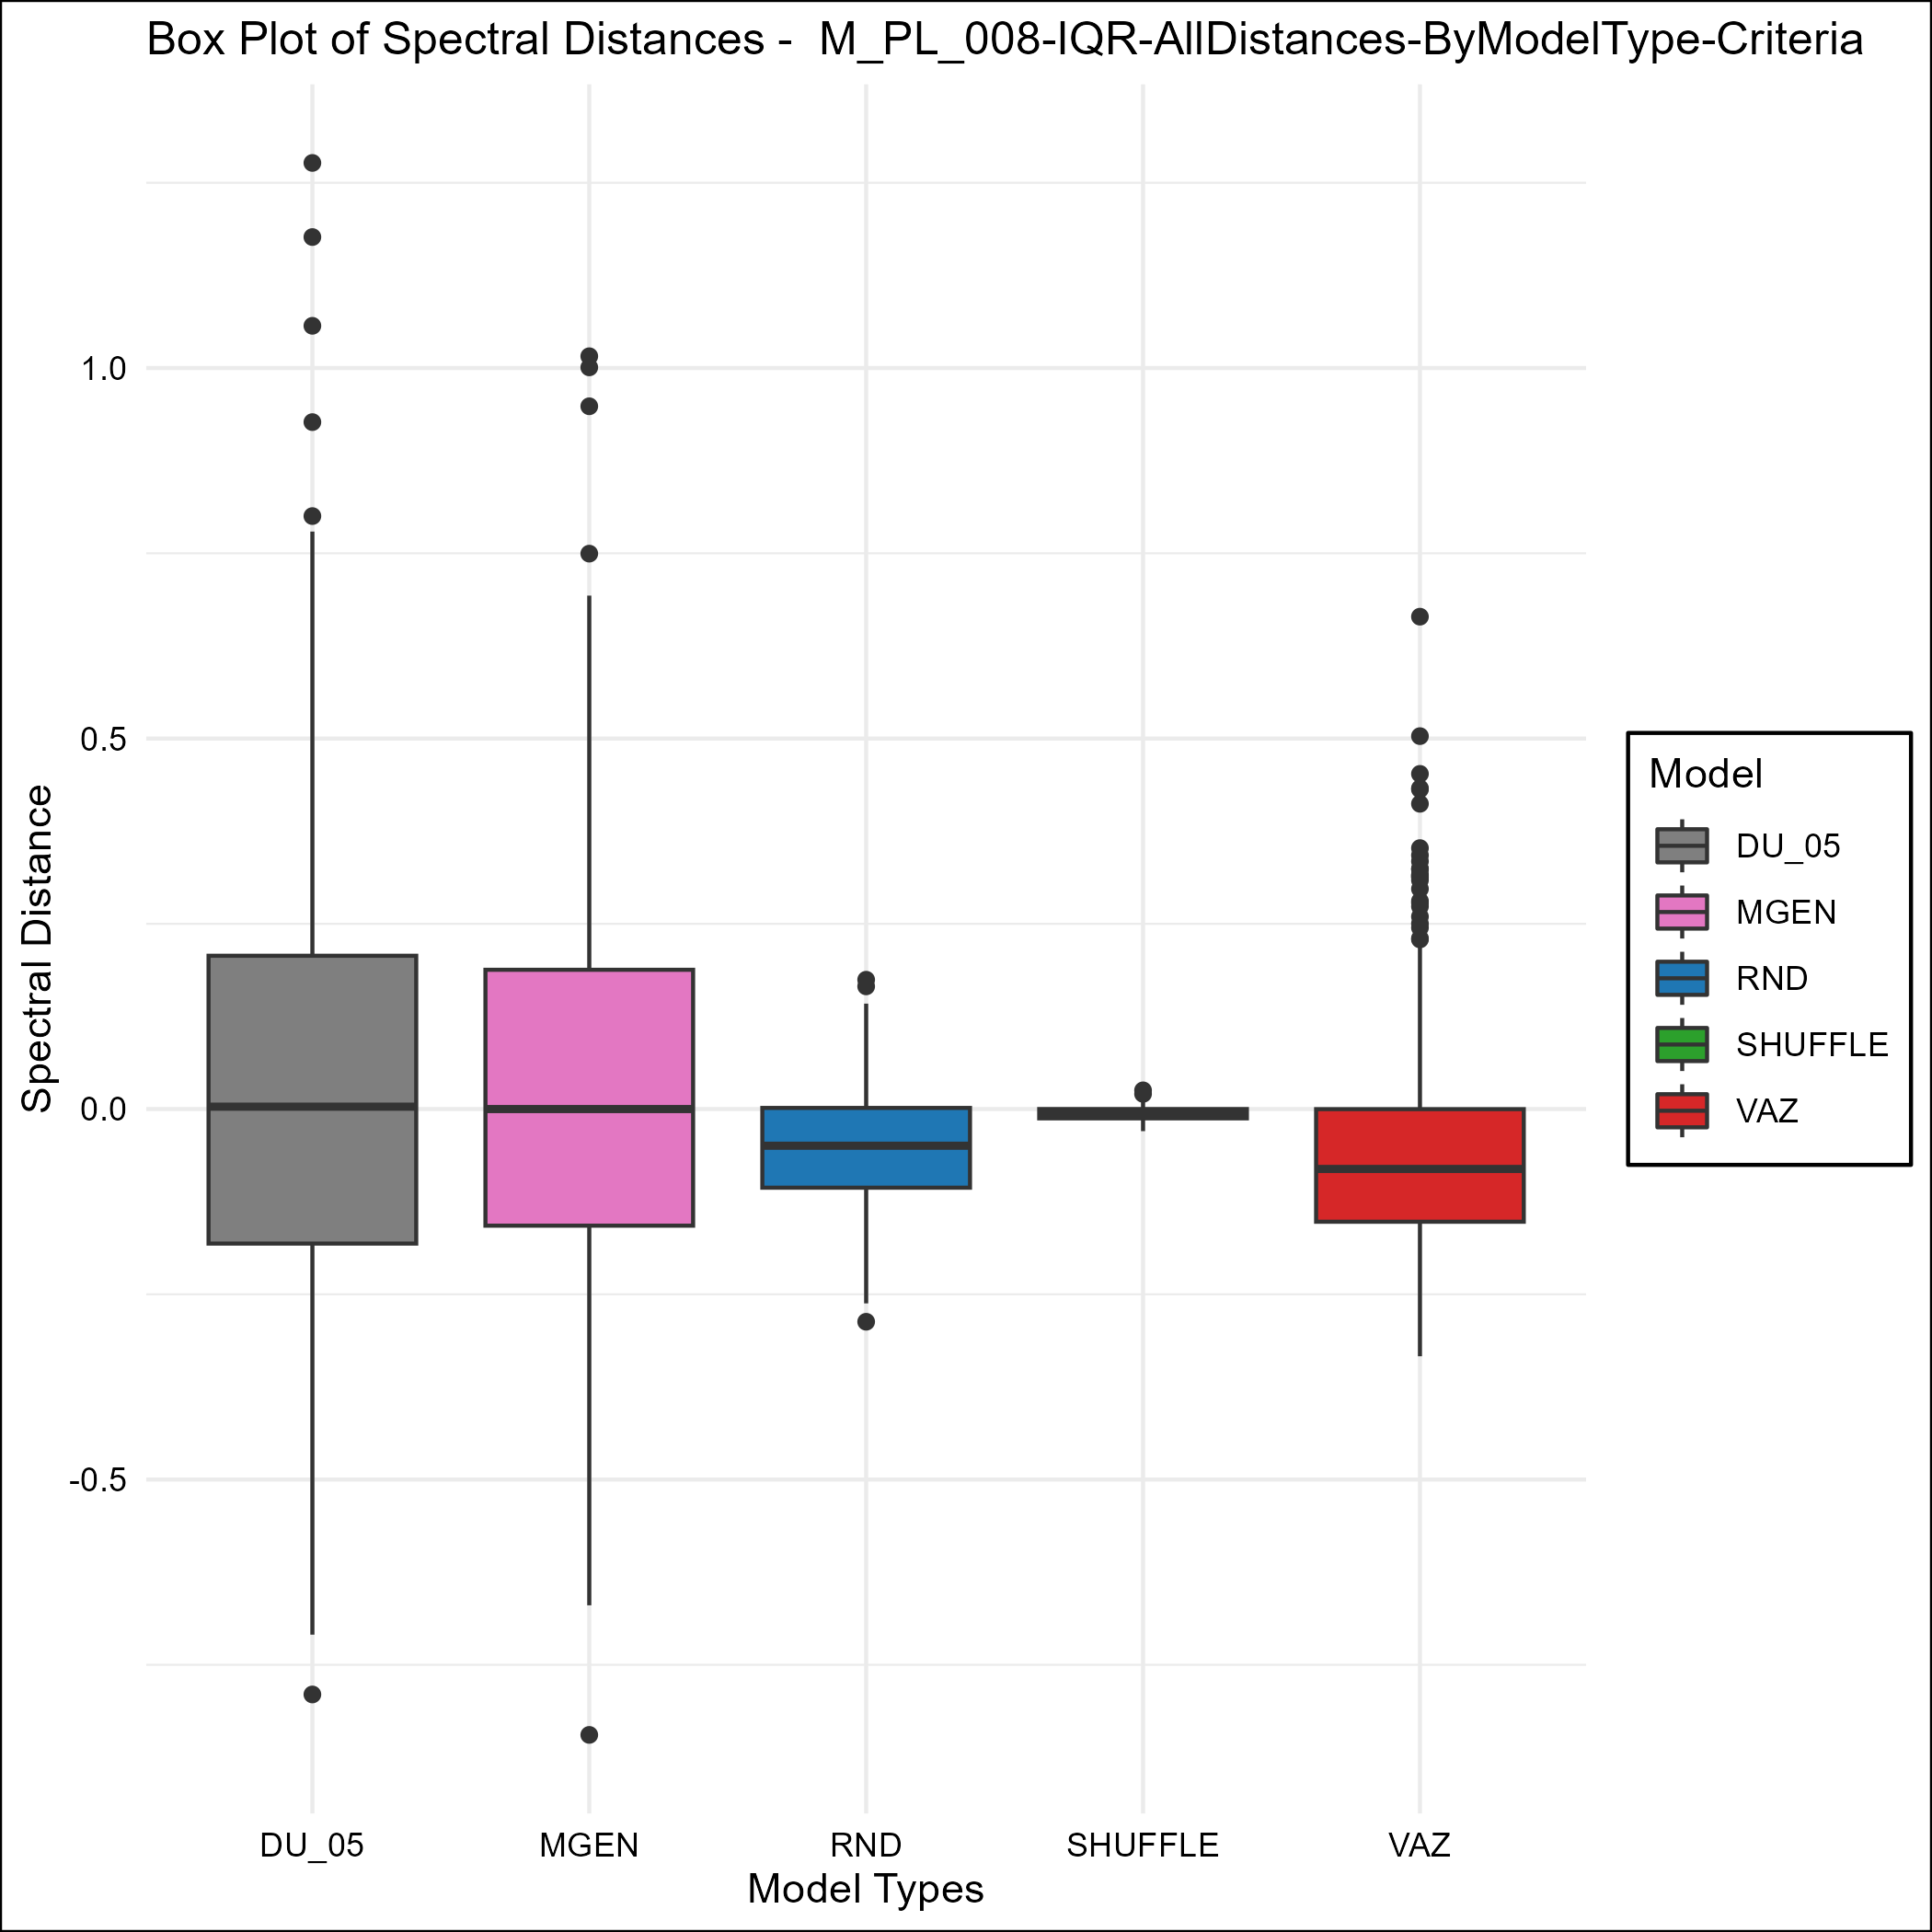 Box Plot of Spectral Distances -  M_PL_008-IQR-AllDistances-ByModelType-Criteria
1.0
0.5
0.0
-0.5
Spectral Distance
DU_05
MGEN
RND
SHUFFLE
VAZ
Model Types
Model
DU_05
MGEN
RND
SHUFFLE
VAZ